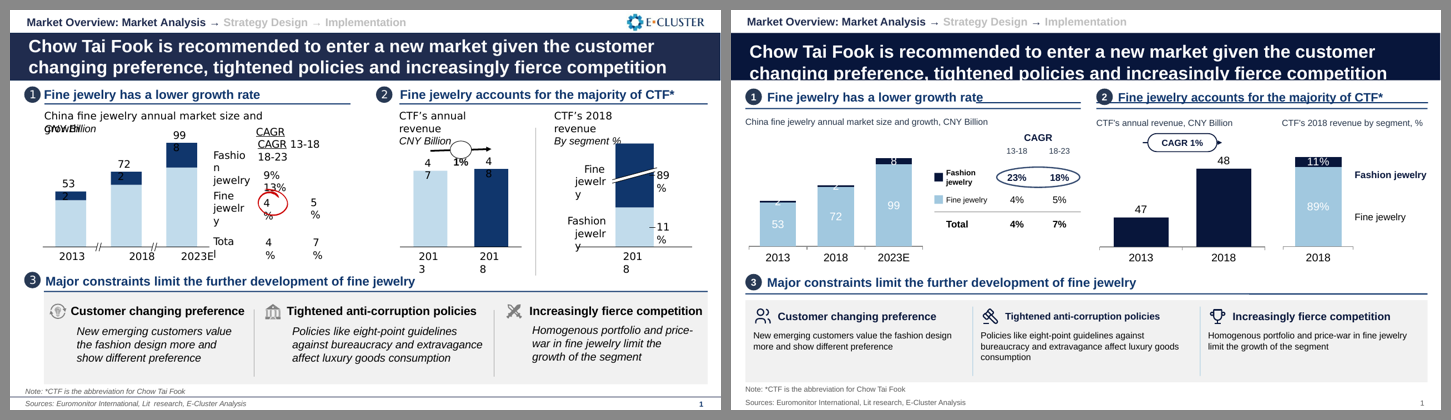 Market Overview: Market Analysis → Strategy Design → Implementation
E·CLUSTER
Chow Tai Fook is recommended to enter a new market given the customer
changing preference, tightened policies and increasingly fierce competition
1 Fine jewelry has a lower growth rate
2 Fine jewelry accounts for the majority of CTF*
China fine jewelry annual market size and
CNY Billion
53
2
72
2
99
8
2013
2018
2023E
CAGR
CAGR 13-18
18-23
Fashio
n
jewelry
9%
13%
Fine
jewelr
y
4
%
5
%
Tota
l
4
%
7
%
CTF's annual
revenue
CNY Billion
1%
4
7
4
8
201
3
201
8
CTF's 2018
revenue
By segment %
Fine
jewelr
y
89
%
Fashion
jewelr
y
11
%
201
8
3 Major constraints limit the further development of fine jewelry
Customer changing preference
New emerging customers value
the fashion design more and
show different preference
Tightened anti-corruption policies
Policies like eight-point guidelines
against bureaucracy and extravagance
affect luxury goods consumption
Increasingly fierce competition
Homogenous portfolio and price-
war in fine jewelry limit the
growth of the segment
Note: *CTF is the abbreviation for Chow Tai Fook
Sources: Euromonitor International, Lit research, E-Cluster Analysis
1
Market Overview: Market Analysis → Strategy Design → Implementation
Chow Tai Fook is recommended to enter a new market given the customer
changing preference, tightened policies and increasingly fierce competition
1 Fine jewelry has a lower growth rate
2 Fine jewelry accounts for the majority of CTF*
China fine jewelry annual market size and growth, CNY Billion
2
53
2
72
8
99
2013
2018
2023E
CAGR
13-18 18-23
Fashion
jewelry
23% 18%
Fine jewelry 4% 5%
Total 4% 7%
CTF's annual revenue, CNY Billion
CAGR 1%
47
48
2013
2018
CTF's 2018 revenue by segment, %
11%
Fashion jewelry
89%
Fine jewelry
2018
3 Major constraints limit the further development of fine jewelry
Customer changing preference
New emerging customers value the fashion design
more and show different preference
Tightened anti-corruption policies
Policies like eight-point guidelines against
bureaucracy and extravagance affect luxury goods
consumption
Increasingly fierce competition
Homogenous portfolio and price-war in fine jewelry
limit the growth of the segment
Note: *CTF is the abbreviation for Chow Tai Fook
Sources: Euromonitor International, Lit research, E-Cluster Analysis
1